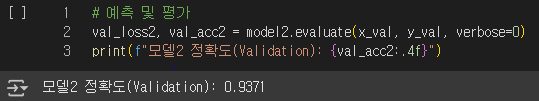 [ ]
1 # 예측 및 평가
2 val_loss2, val_acc2 = model2.evaluate(x_val, y_val, verbose=0)
3 print(f"모델2 정확도(Validation): {val_acc2:.4f}")
모델2 정확도(Validation): 0.9371